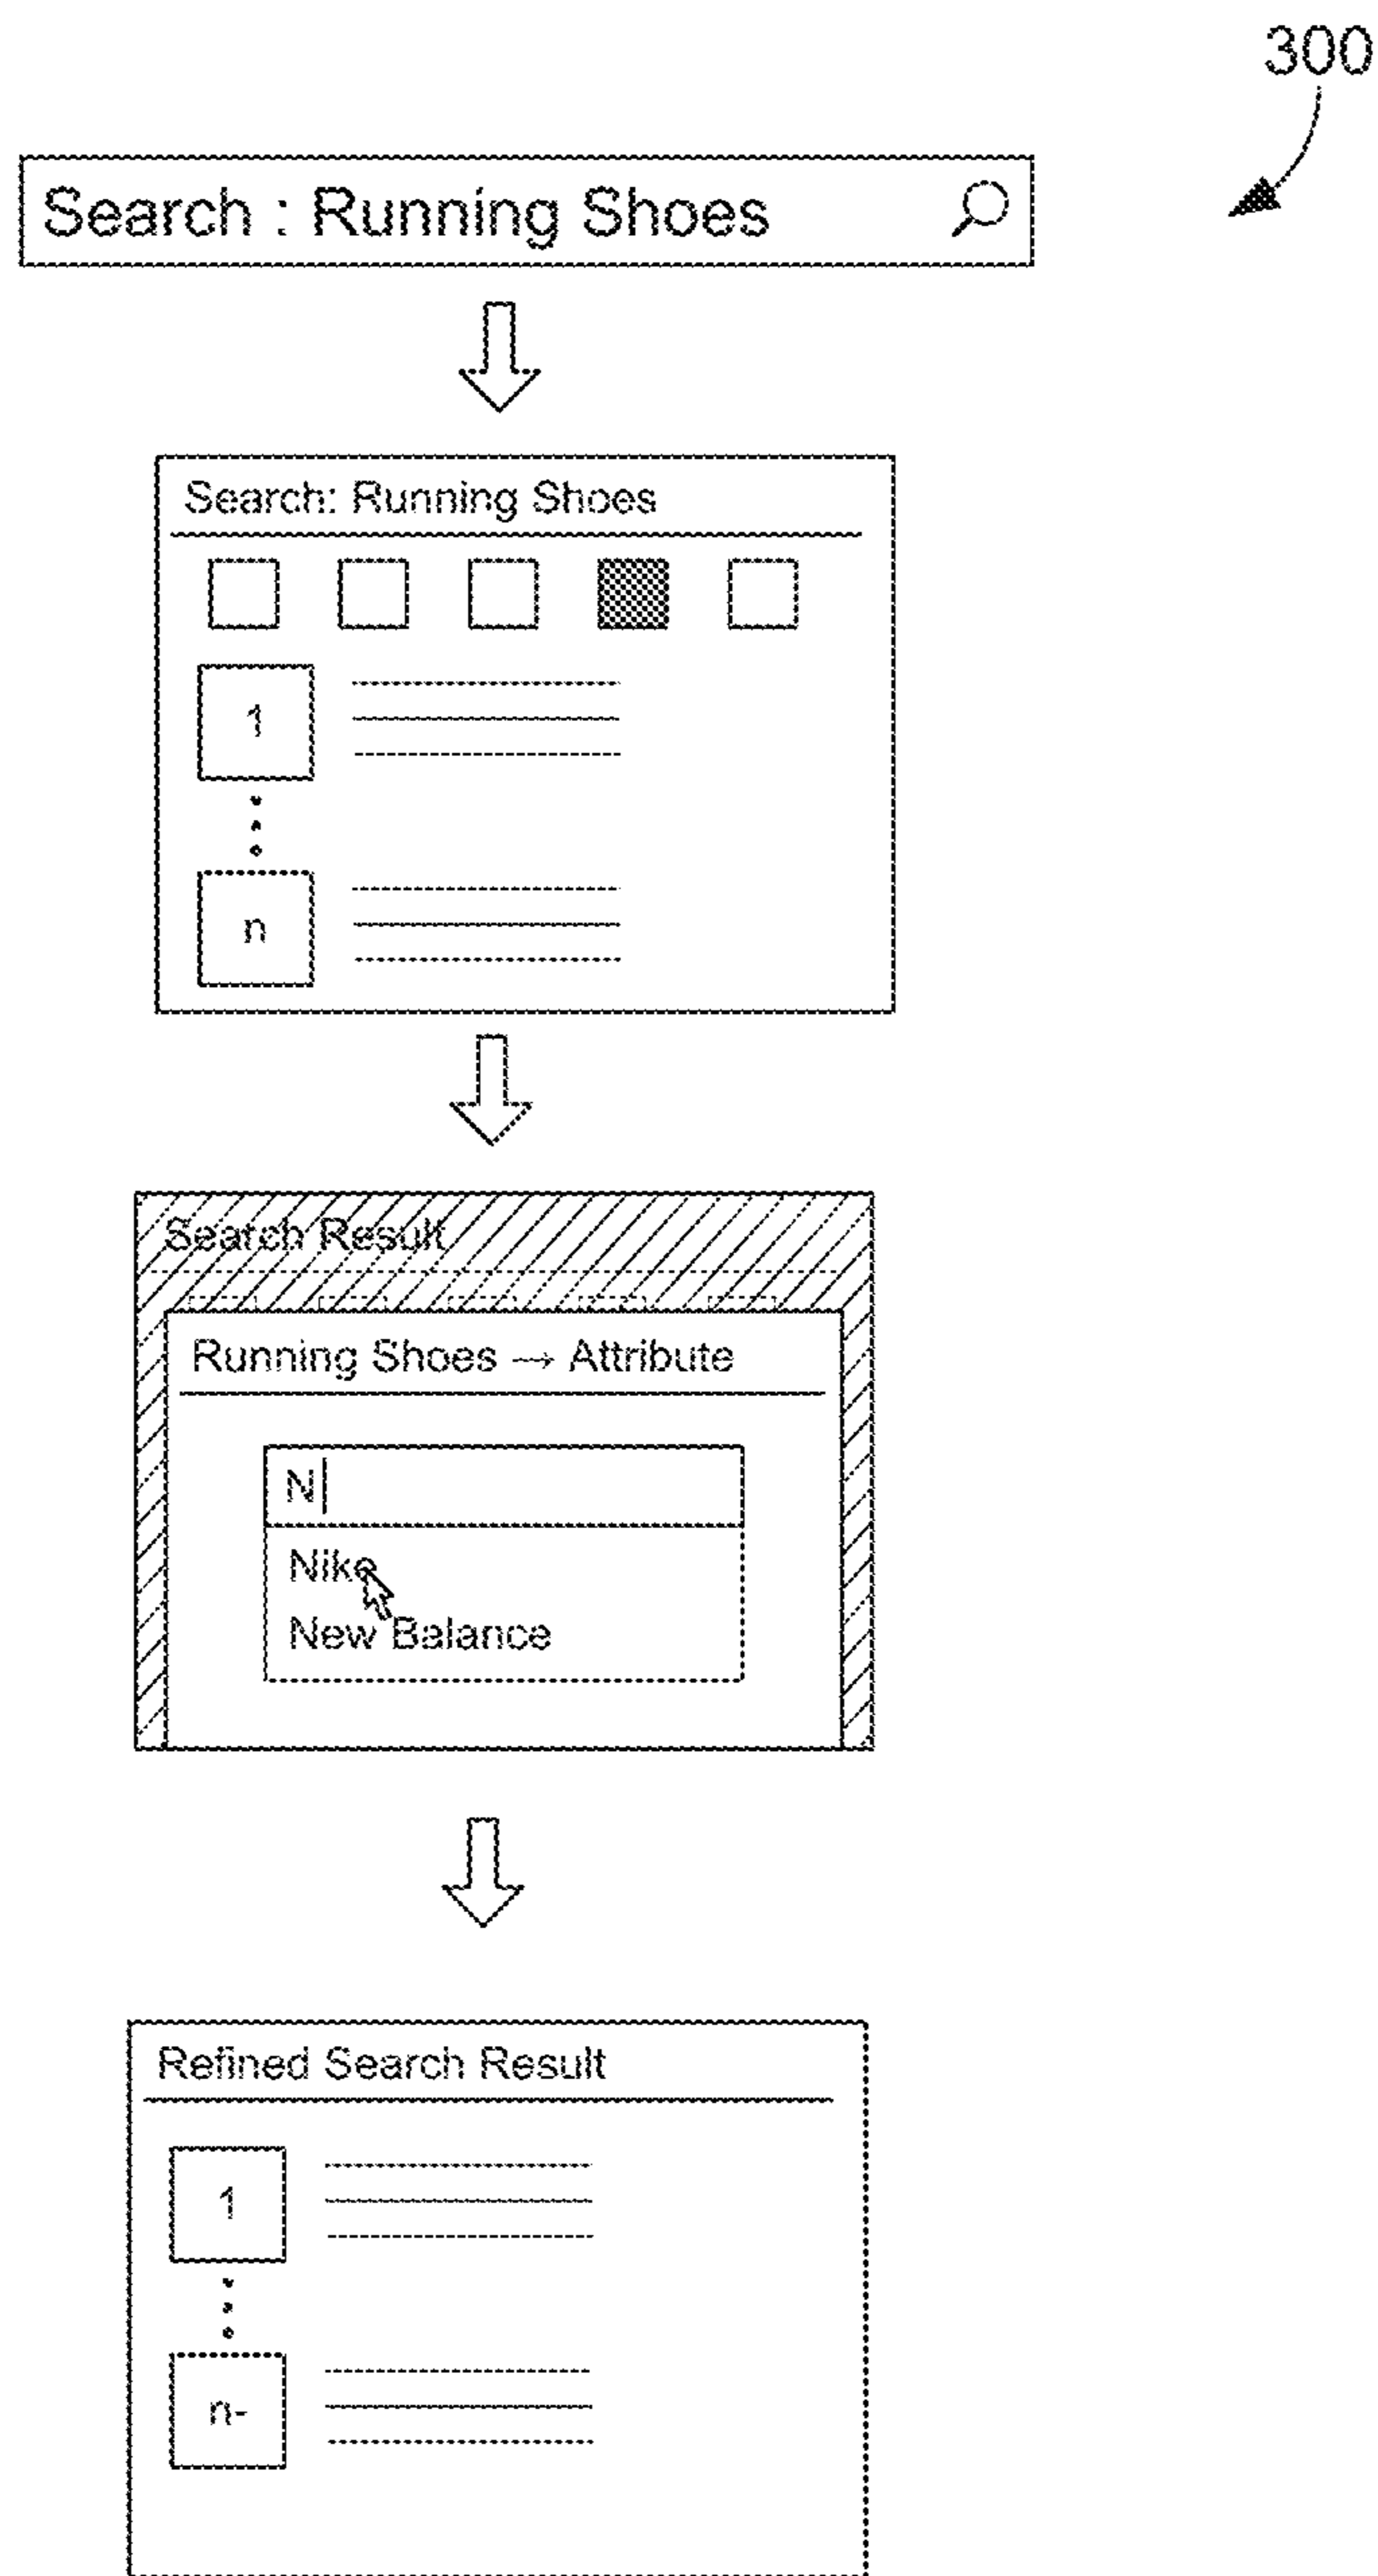 300
Search : Running Shoes
Search: Running Shoes
1
n
Search Result
Running Shoes → Attribute
N
Nike
New Balance
Refined Search Result
1
n-